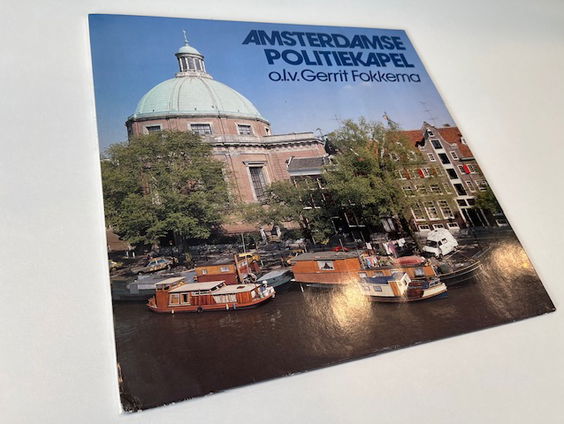 AMSTERDAMSE
POLITIEKAPEL
o.l.v. Gerrit Fokkema